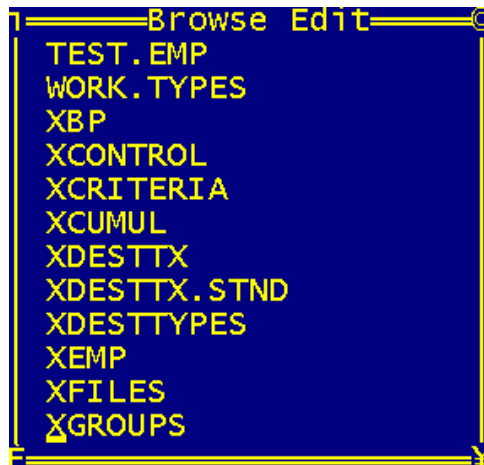 Browse Edit
TEST.EMP
WORK.TYPES
XBP
XCONTROL
XCRITERIA
XCUMUL
XDESTTX
XDESTTX.STND
XDESTTYPES
XEMP
XFILES
XGROUPS